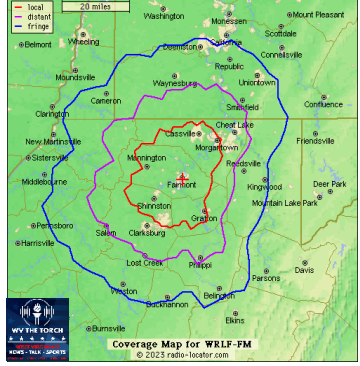 local
distant
fringe
20 miles
Washington
Monessen
Mount Pleasant
Scottdale
Belmont
Wheeling
California
Deemston
Connellsville
Republic
Moundsville
Waynesburg
Uniontown
Cameron
Smithfield
Confluence
Clarington
Cassville
Cheat Lake
New Martinsville
Morgantown
Friendsville
Sistersville
Mannington
Reedsville
Middlebourne
Fairmont
Kingwood
Deer Park
Shinnston
Mountain Lake Park
Grafton
Pennsboro
Salem
Clarksburg
Harrisville
Lost Creek
Philippi
Davis
Parsons
Weston
Belington
Buckhannon
Elkins
Burnsville
WV THE TORCH
NEWS - TALK - SPORTS
Coverage Map for WRLF-FM
© 2023 radio-locator.com